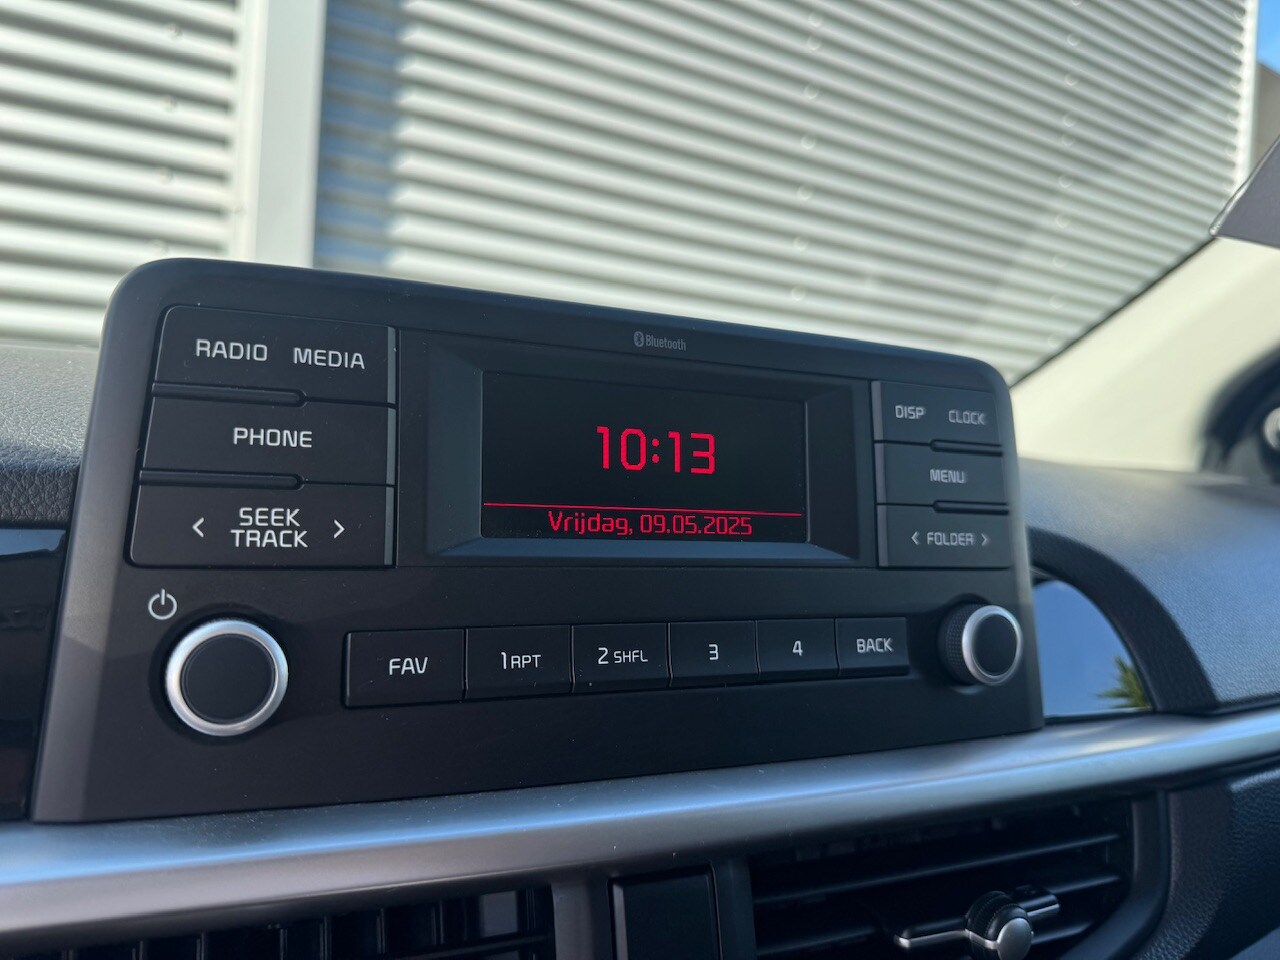 Bluetooth
RADIO MEDIA
PHONE
< SEEK TRACK >
10:13
Vrijdag, 09.05.2025
DISP CLOCK
MENU
< FOLDER >
FAV 1 RPT 2 SHFL 3 4 BACK